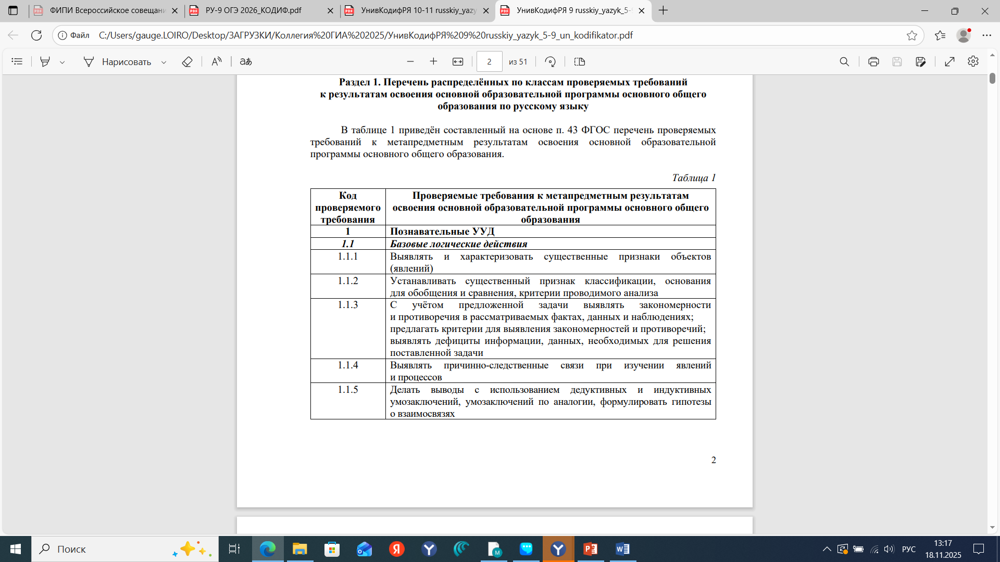 ФИПИ Всероссийское совещани
РУ-9 ОГЭ 2026_КОДИФ.pdf
УнивКодифРЯ 10-11 russkiy_yazy
УнивКодифРЯ 9 russkiy_yazyk_5-9
Файл
C:/Users/gauge.LOIRO/Desktop/ЗАГРУЗКИ/Коллегия%20ГИА%202025/УнивКодифРЯ%209%20russkiy_yazyk_5-9_un_kodifikator.pdf
Нарисовать
2 из 51
Раздел 1. Перечень распределённых по классам проверяемых требований
к результатам освоения основной образовательной программы основного общего
образования по русскому языку
В таблице 1 приведён составленный на основе п. 43 ФГОС перечень проверяемых
требований к метапредметным результатам освоения основной образовательной
программы основного общего образования.
Таблица 1
Код
проверяемого
требования
Проверяемые требования к метапредметным результатам
освоения основной образовательной программы основного общего
образования
1 Познавательные УУД
1.1 Базовые логические действия
1.1.1 Выявлять и характеризовать существенные признаки объектов
(явлений)
1.1.2 Устанавливать существенный признак классификации, основания
для обобщения и сравнения, критерии проводимого анализа
1.1.3 С учётом предложенной задачи выявлять закономерности
и противоречия в рассматриваемых фактах, данных и наблюдениях;
предлагать критерии для выявления закономерностей и противоречий;
выявлять дефициты информации, данных, необходимых для решения
поставленной задачи
1.1.4 Выявлять причинно-следственные связи при изучении явлений
и процессов
1.1.5 Делать выводы с использованием дедуктивных и индуктивных
умозаключений, умозаключений по аналогии, формулировать гипотезы
о взаимосвязях
2
Поиск
РУС
13:17
18.11.2025